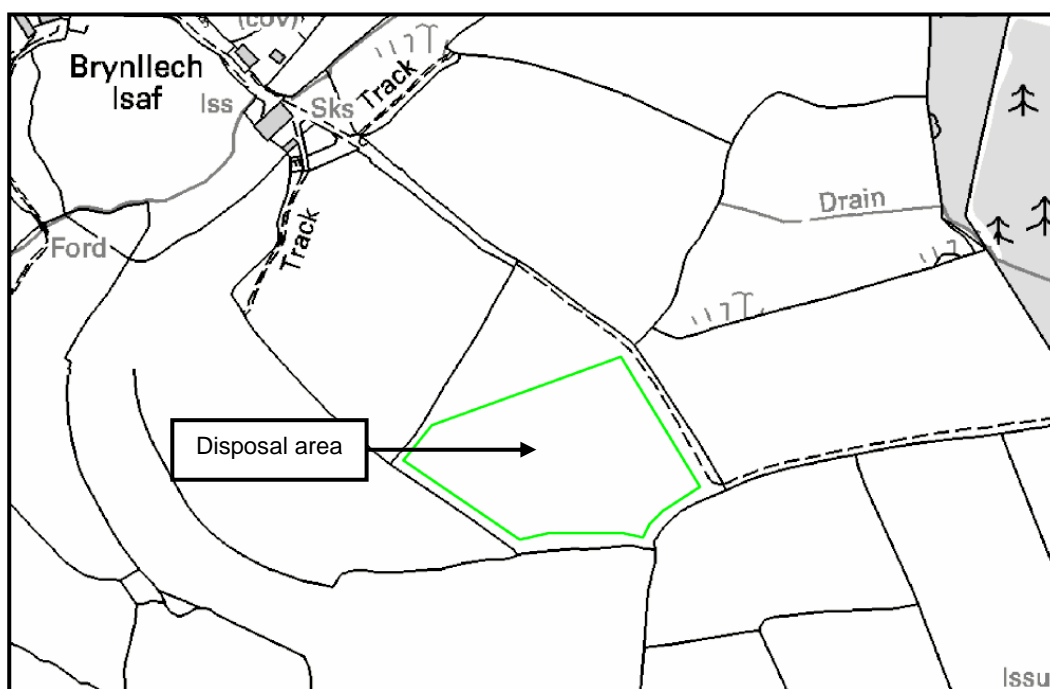 (cov)
Brynllech
Isaf
Iss
Sks
Track
Drain
Ford
Track
Disposal area
Issu